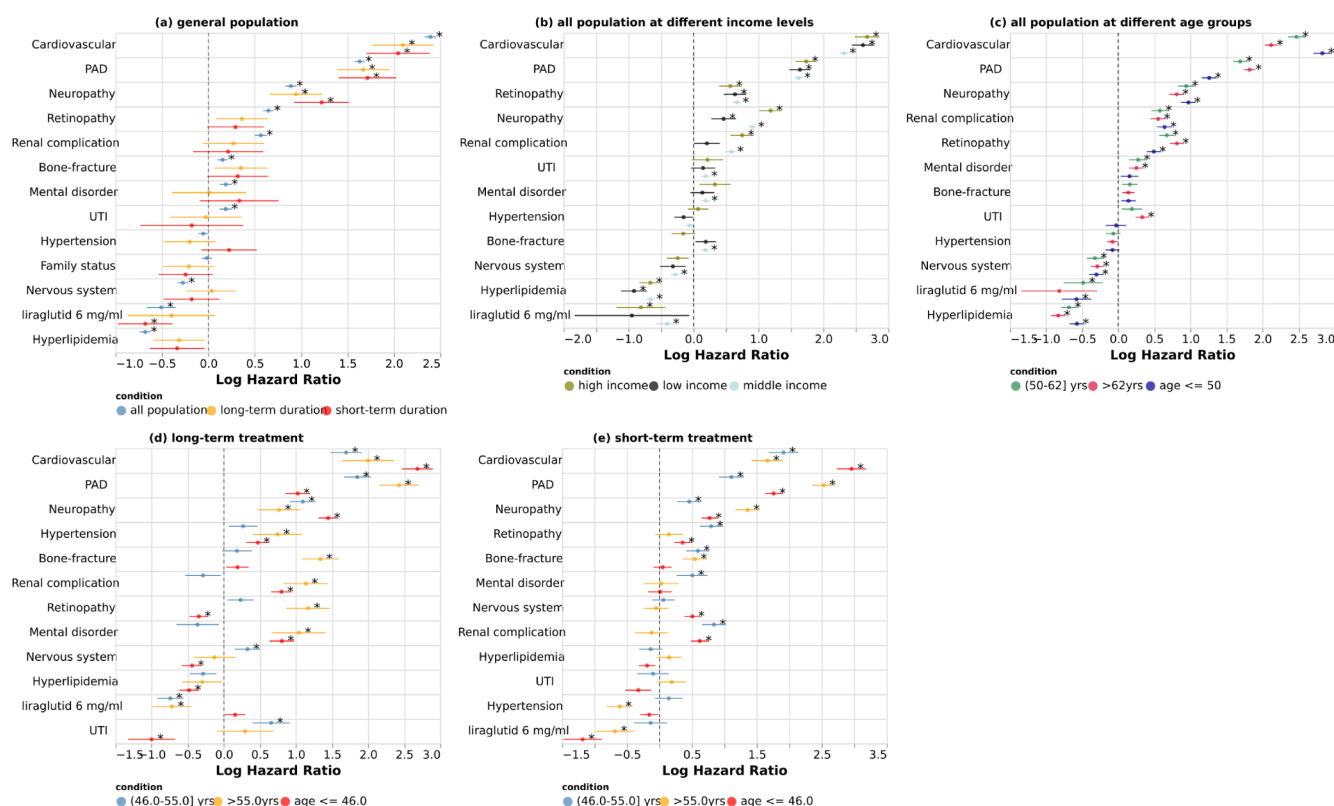 (a) general population
Cardiovascular
PAD
Neuropathy
Retinopathy
Renal complication
Bone-fracture
Mental disorder
UTI
Hypertension
Family status
Nervous system
liraglutid 6 mg/ml
Hyperlipidemia
−1.0 −0.5 0.0 0.5 1.0 1.5 2.0 2.5
Log Hazard Ratio
condition
all population long-term duration short-term duration
(b) all population at different income levels
Cardiovascular
PAD
Retinopathy
Neuropathy
Renal complication
UTI
Mental disorder
Hypertension
Bone-fracture
Nervous system
Hyperlipidemia
liraglutid 6 mg/ml
−2.0 −1.0 0.0 1.0 2.0 3.0
Log Hazard Ratio
condition
high income low income middle income
(c) all population at different age groups
Cardiovascular
PAD
Neuropathy
Renal complication
Retinopathy
Mental disorder
Bone-fracture
UTI
Hypertension
Nervous system
liraglutid 6 mg/ml
Hyperlipidemia
−1.5 −1.0 −0.5 0.0 0.5 1.0 1.5 2.0 2.5 3.0
Log Hazard Ratio
condition
(50-62] yrs >62yrs age <= 50
(d) long-term treatment
Cardiovascular
PAD
Neuropathy
Hypertension
Bone-fracture
Renal complication
Retinopathy
Mental disorder
Nervous system
Hyperlipidemia
liraglutid 6 mg/ml
UTI
−1.5 −1.0 −0.5 0.0 0.5 1.0 1.5 2.0 2.5 3.0
Log Hazard Ratio
condition
(46.0-55.0] yrs >55.0yrs age <= 46.0
(e) short-term treatment
Cardiovascular
PAD
Neuropathy
Retinopathy
Bone-fracture
Mental disorder
Nervous system
Renal complication
Hyperlipidemia
UTI
Hypertension
liraglutid 6 mg/ml
−1.5 −1.0 −0.5 0.0 0.5 1.0 1.5 2.0 2.5 3.0 3.5
Log Hazard Ratio
condition
(46.0-55.0] yrs >55.0yrs age <= 46.0